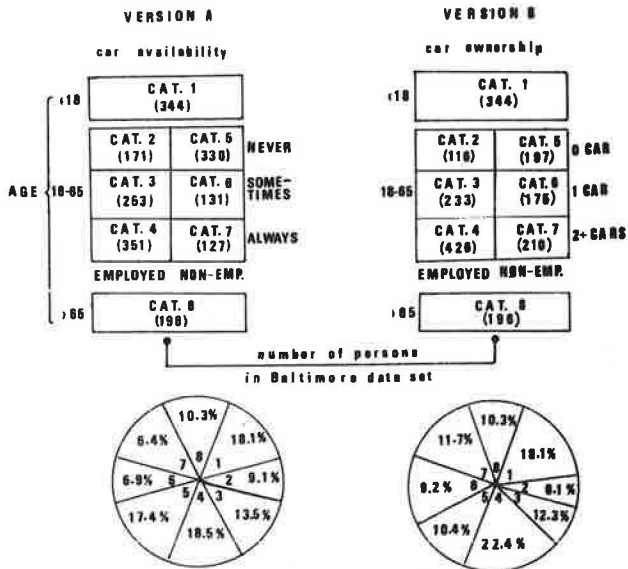 VERSION A VERSION B
car availability car ownership
<18 CAT. 1 <18 CAT. 1
(344) (344)
CAT. 2 CAT. 5 NEVER CAT. 2 CAT. 5 0 CAR
(171) (330) (116) (197)
AGE 18-65 CAT. 3 CAT. 6 SOME- 18-65 CAT. 3 CAT. 6 1 CAR
(253) (131) TIMES (233) (175)
CAT. 4 CAT. 7 ALWAYS CAT. 4 CAT. 7 2+ CARS
(351) (127) (426) (210)
EMPLOYED NON-EMP. EMPLOYED NON-EMP.
>65 CAT. 8 >65 CAT. 8
(196) (196)
number of persons
in Baltimore data set
10.3% 10.3%
6.4% 18.1% 11.7% 18.1%
7 8 1 7 8 1
6.9% 6 2 9.1% 9.2% 6 2 6.1%
5 4 3 5 4 3
17.4% 13.5% 10.4% 12.3%
18.5% 22.4%